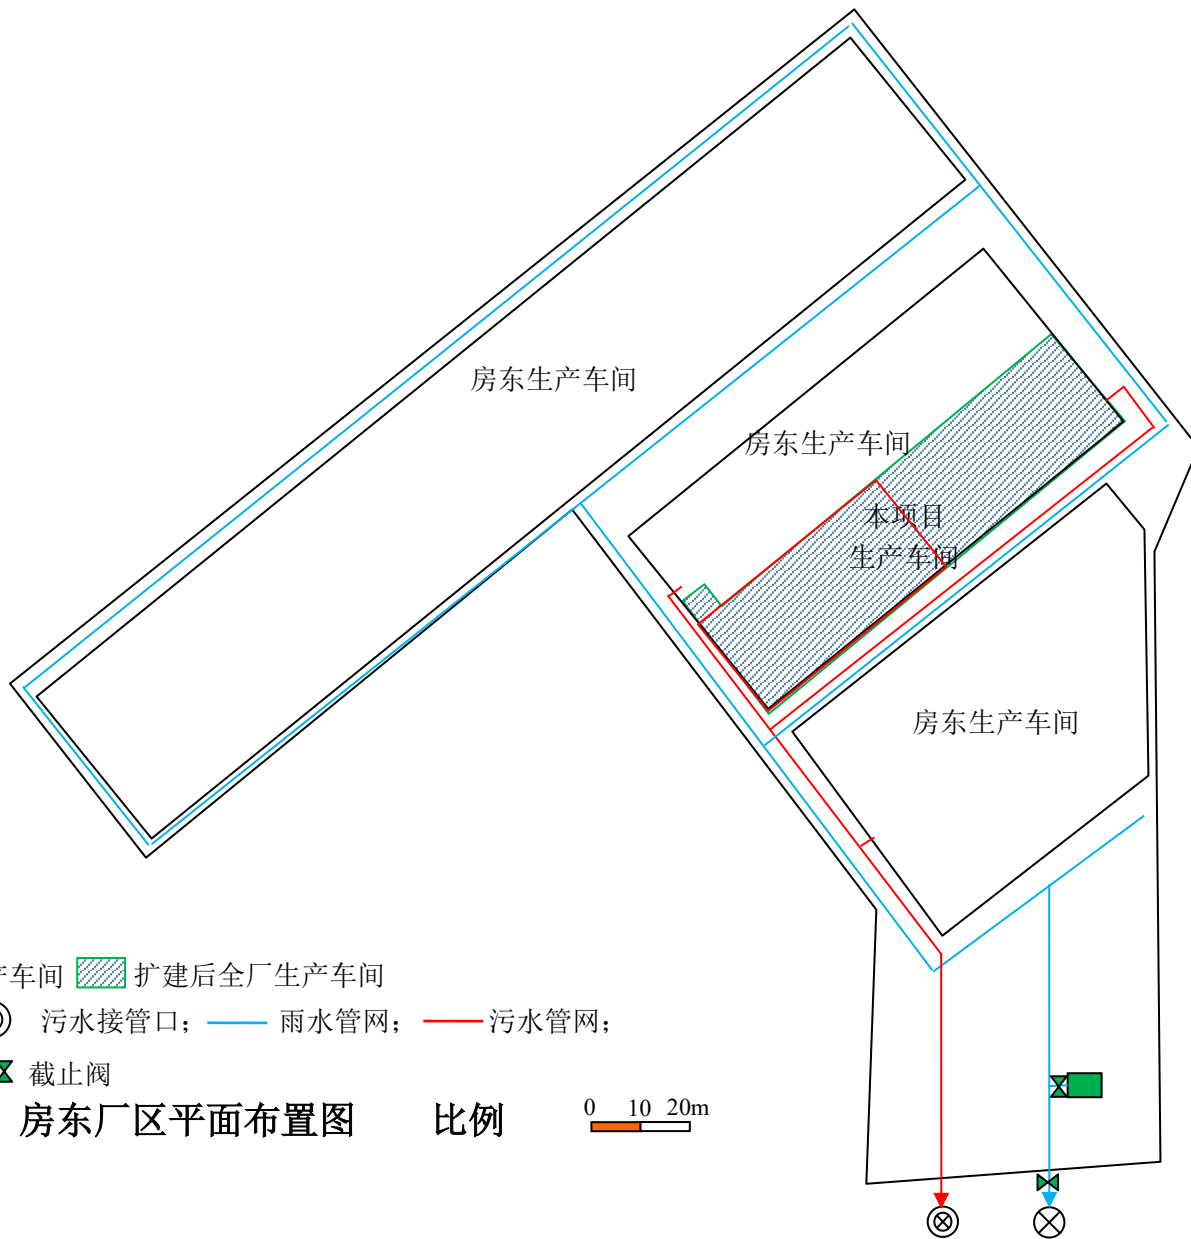 房东生产车间
房东生产车间
本项目
生产车间
房东生产车间
车间 扩建后全厂生产车间
污水接管口； 雨水管网； 污水管网；
截止阀
房东厂区平面布置图 比例 0 10 20m